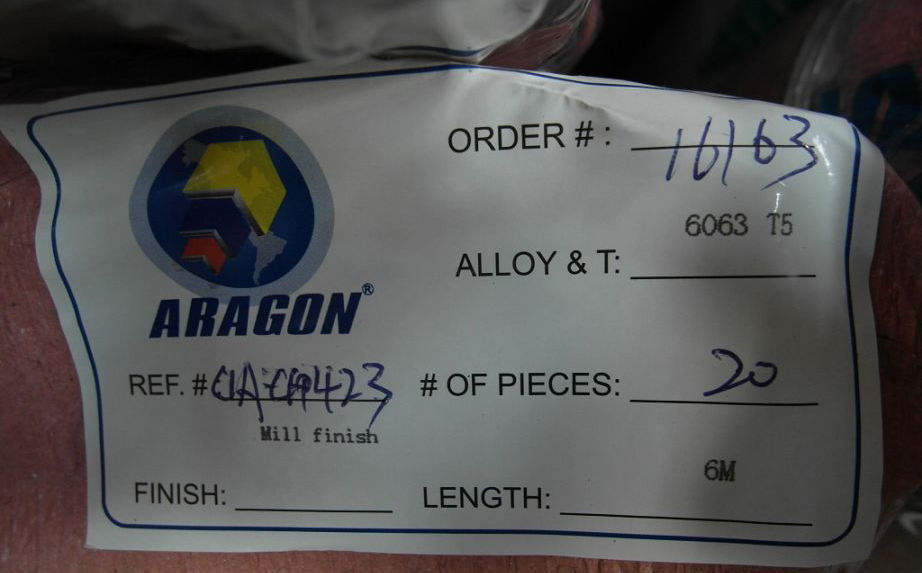 ORDER #: 16163
6063 T5
ALLOY & T:
ARAGON®
REF. # # OF PIECES: 20
Mill finish
6M
FINISH: LENGTH: